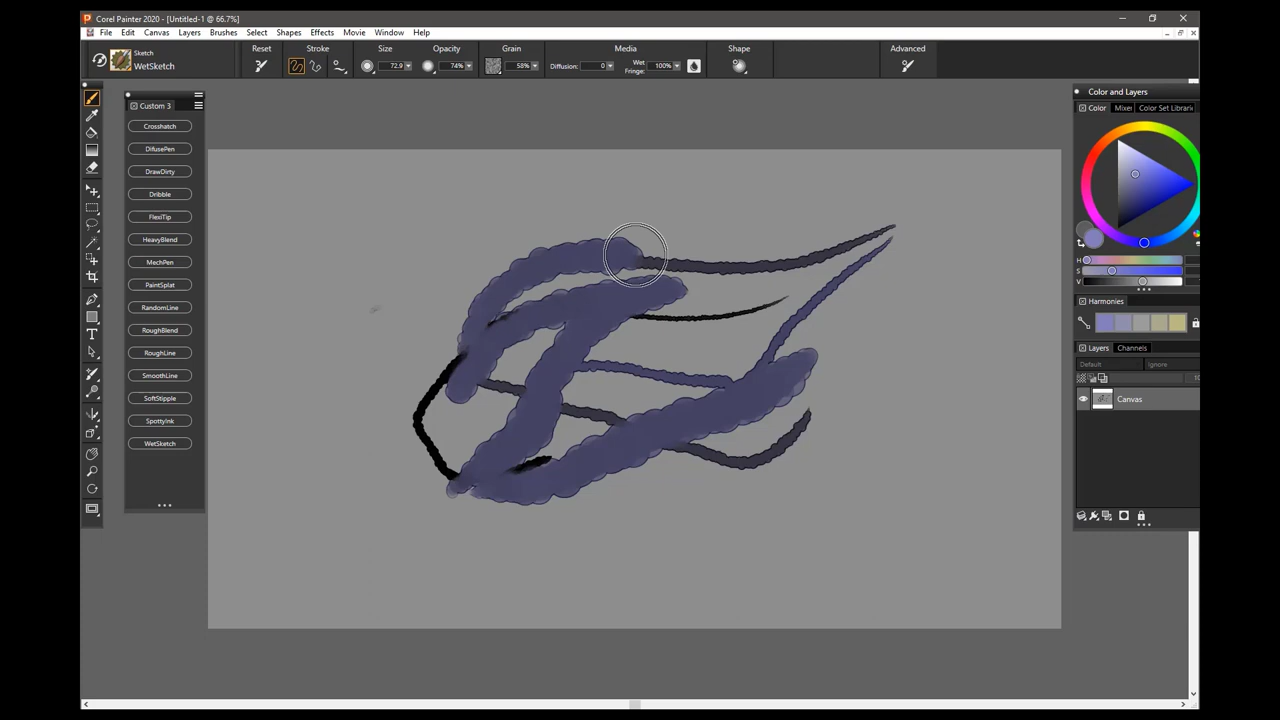 Corel Painter 2020 - [Untitled-1 @ 66.7%]
File Edit Canvas Layers Brushes Select Shapes Effects Movie Window Help
Sketch
WetSketch
Reset Stroke Size Opacity Grain Media Shape Advanced
72.9 74% 58% Diffusion: 0 Wet Fringe: 100%
Custom 3
Crosshatch
DifusePen
DrawDirty
Dribble
FlexiTip
HeavyBlend
MechPen
PaintSplat
RandomLine
RoughBlend
RoughLine
SmoothLine
SoftStipple
SpottyInk
WetSketch
Color and Layers
Color Mixer Color Set Librari
H
S
V
Harmonies
Layers Channels
Default Ignore
Canvas